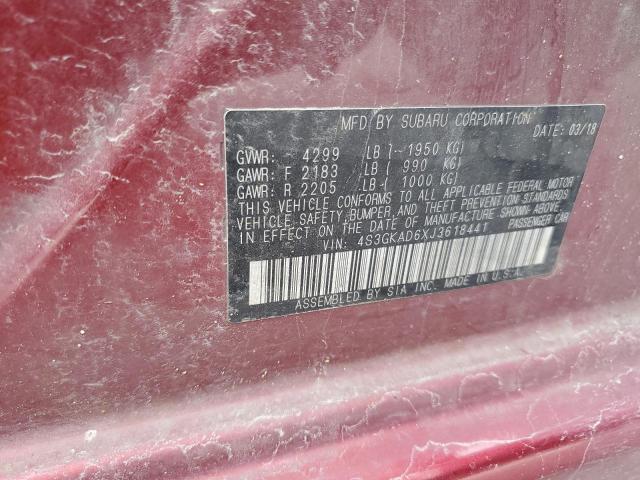 MFD BY SUBARU CORPORATION
DATE: 03/18
GVWR: 4299 LB (-1950 KG)
GAWR: F 2183 LB ( 990 KG)
GAWR: R 2205 LB ( 1000 KG)
THIS VEHICLE CONFORMS TO ALL APPLICABLE FEDERAL MOTOR
VEHICLE SAFETY, BUMPER, AND THEFT PREVENTION STANDARDS
IN EFFECT ON THE DATE OF MANUFACTURE SHOWN ABOVE.
VIN: 4S3GKAD6XJ3618441 PASSENGER CAR
ASSEMBLED BY SIA INC. MADE IN U.S.A.